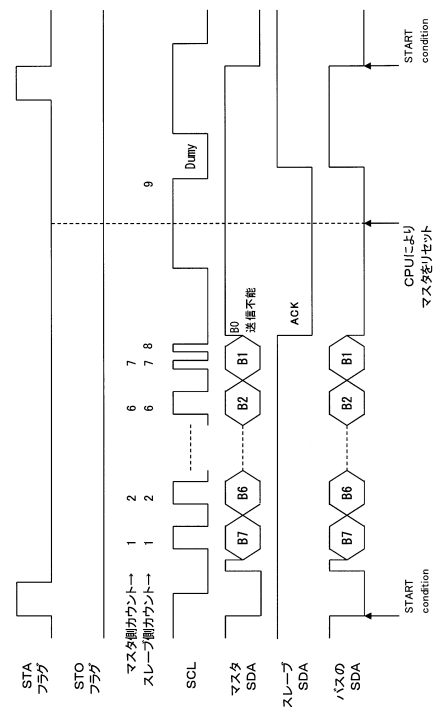 STA
フラグ
STO
フラグ
マスタ側カウント→ 1 2 6 7
スレーブ側カウント→ 1 2 6 7 8 9
SCL
Dumy
マスタ
SDA
B7 B6 B2 B1 B0
送信不能
スレーブ
SDA
ACK
バスの
SDA
B7 B6 B2 B1
START
condition
CPUにより
マスタをリセット
START
condition